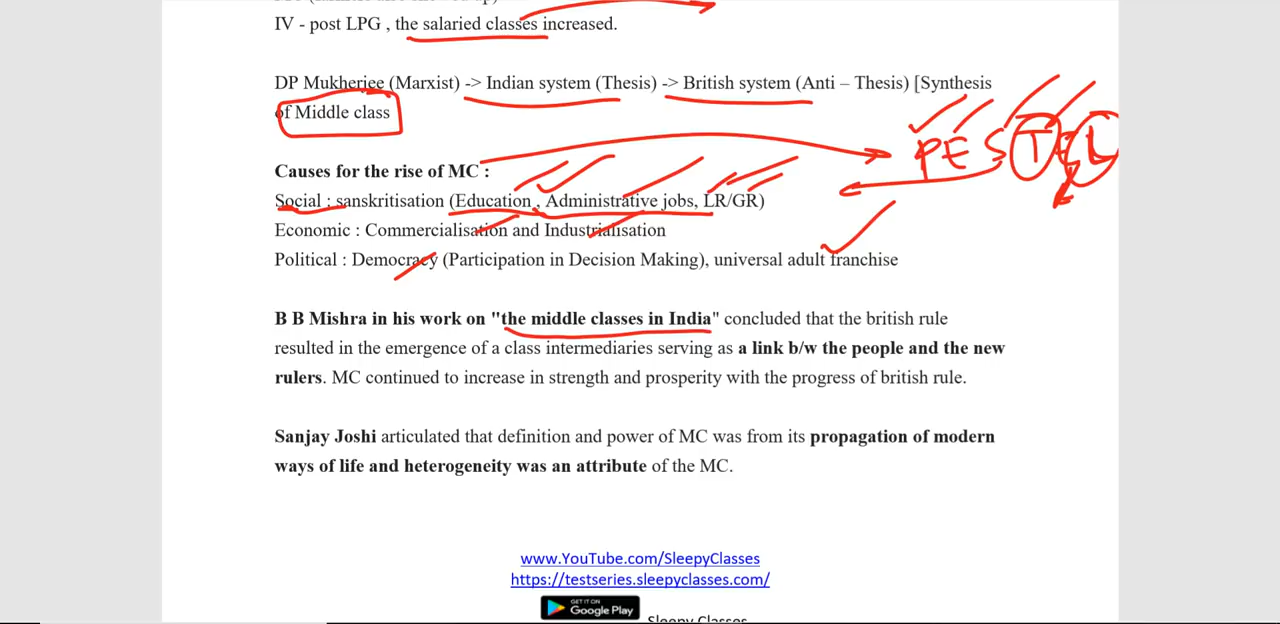 IV - post LPG , the salaried classes increased.
DP Mukherjee (Marxist) -> Indian system (Thesis) -> British system (Anti – Thesis) [Synthesis
of Middle class
PESTEL
Causes for the rise of MC :
Social : sanskritisation (Education , Administrative jobs, LR/GR)
Economic : Commercialisation and Industrialisation
Political : Democracy (Participation in Decision Making), universal adult franchise
B B Mishra in his work on "the middle classes in India" concluded that the british rule
resulted in the emergence of a class intermediaries serving as a link b/w the people and the new
rulers. MC continued to increase in strength and prosperity with the progress of british rule.
Sanjay Joshi articulated that definition and power of MC was from its propagation of modern
ways of life and heterogeneity was an attribute of the MC.
www.YouTube.com/SleepyClasses
https://testseries.sleepyclasses.com/
GET IT ON
Google Play
Sleepy Classes